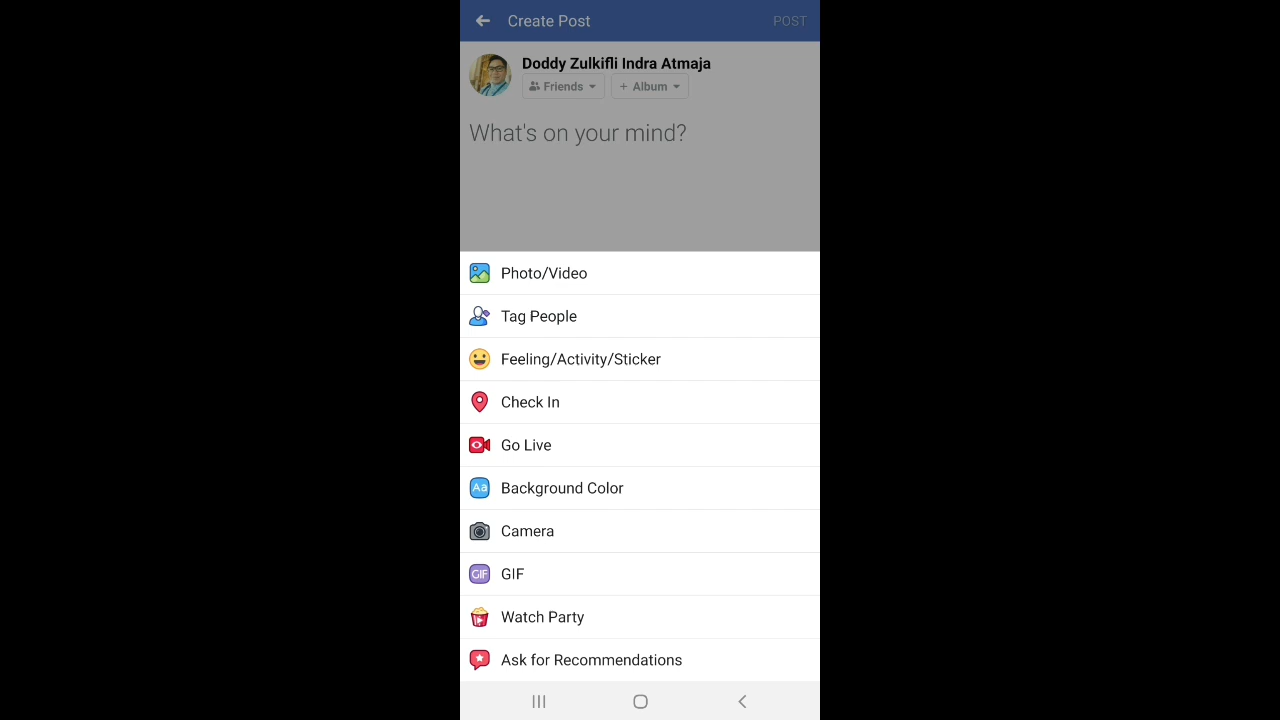 Create Post
POST
Doddy Zulkifli Indra Atmaja
Friends
+ Album
What's on your mind?
Photo/Video
Tag People
Feeling/Activity/Sticker
Check In
Go Live
Aa
Background Color
Camera
GIF
GIF
Watch Party
Ask for Recommendations